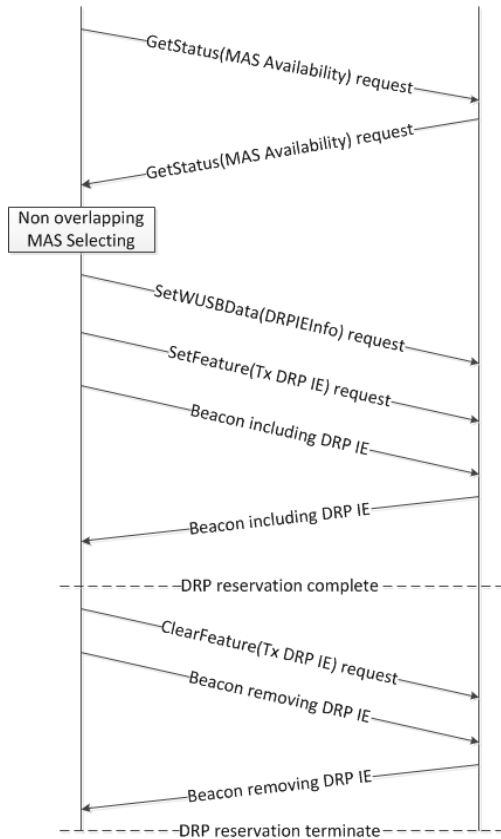 GetStatus(MAS Availability) request
GetStatus(MAS Availability) request
Non overlapping
MAS Selecting
SetWUSBData(DRPIEInfo) request
SetFeature(Tx DRP IE) request
Beacon including DRP IE
Beacon including DRP IE
DRP reservation complete
ClearFeature(Tx DRP IE) request
Beacon removing DRP IE
Beacon removing DRP IE
DRP reservation terminate